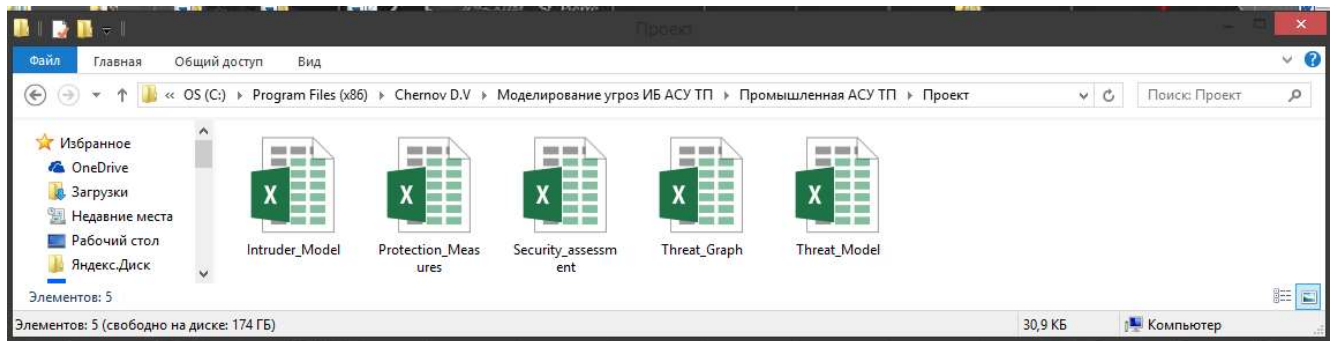 Проект
Файл Главная Общий доступ Вид
« OS (C:) Program Files (x86) Chernov D.V Моделирование угроз ИБ АСУ ТП Промышленная АСУ ТП Проект Поиск: Проект
Избранное
OneDrive
Загрузки
Недавние места
Рабочий стол
Яндекс.Диск
Intruder_Model
Protection_Meas
ures
Security_assessm
ent
Threat_Graph
Threat_Model
Элементов: 5
Элементов: 5 (свободно на диске: 174 ГБ) 30,9 КБ Компьютер